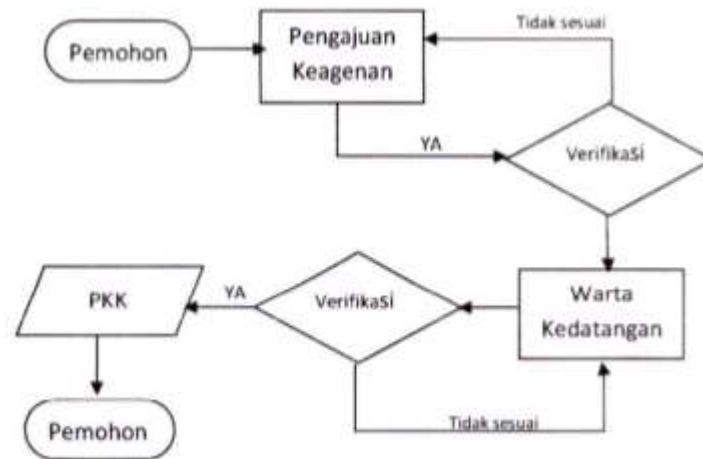 Tidak sesuai
Pemohon
Pengajuan
Keagenan
YA
Verifikasi
PKK
YA
Verifikasi
Warta
Kedatangan
Tidak sesuai
Pemohon